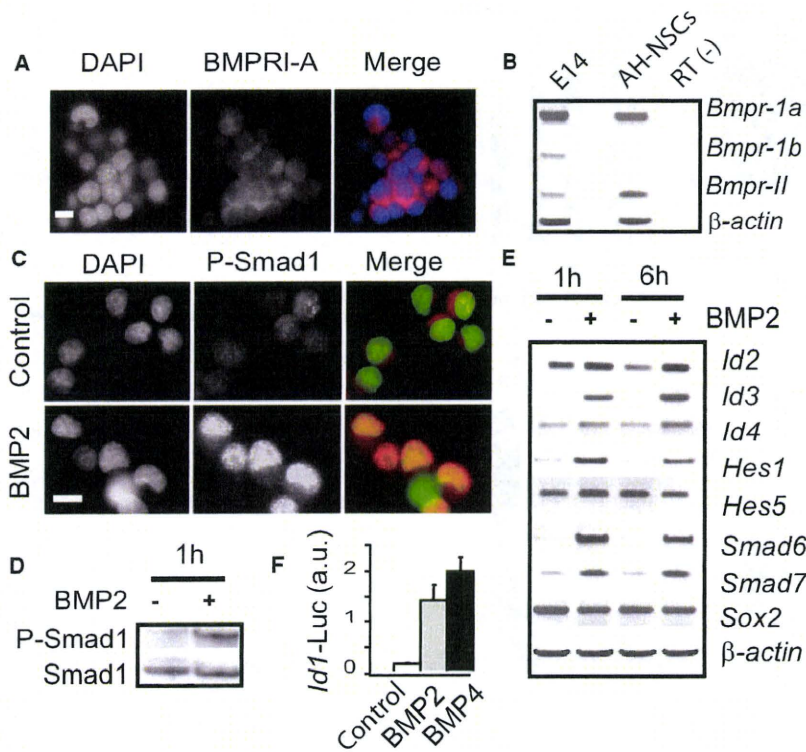 A
DAPI BMPRI-A Merge
B
E14 AH-NSCs RT (-)
Bmpr-1a
Bmpr-1b
Bmpr-II
β-actin
C
DAPI P-Smad1 Merge
Control
BMP2
D
1h
BMP2 - +
P-Smad1
Smad1
E
1h 6h
- + - + BMP2
Id2
Id3
Id4
Hes1
Hes5
Smad6
Smad7
Sox2
β-actin
F
Id1-Luc (a.u.)
2
1
0
Control BMP2 BMP4